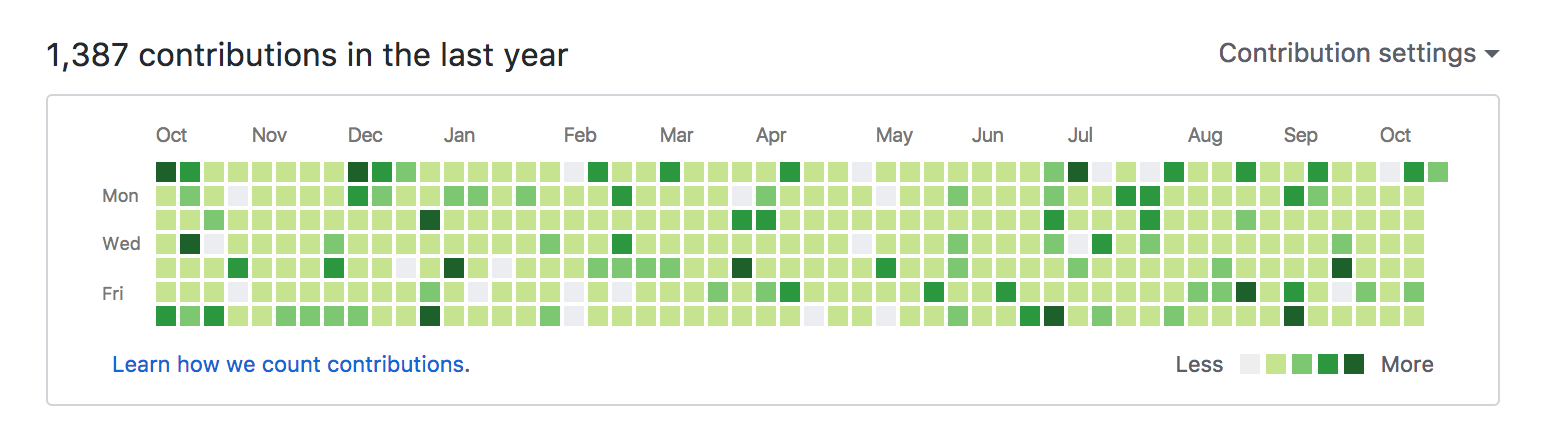 1,387 contributions in the last year
Contribution settings
Oct Nov Dec Jan Feb Mar Apr May Jun Jul Aug Sep Oct
Mon
Wed
Fri
Learn how we count contributions.
Less More